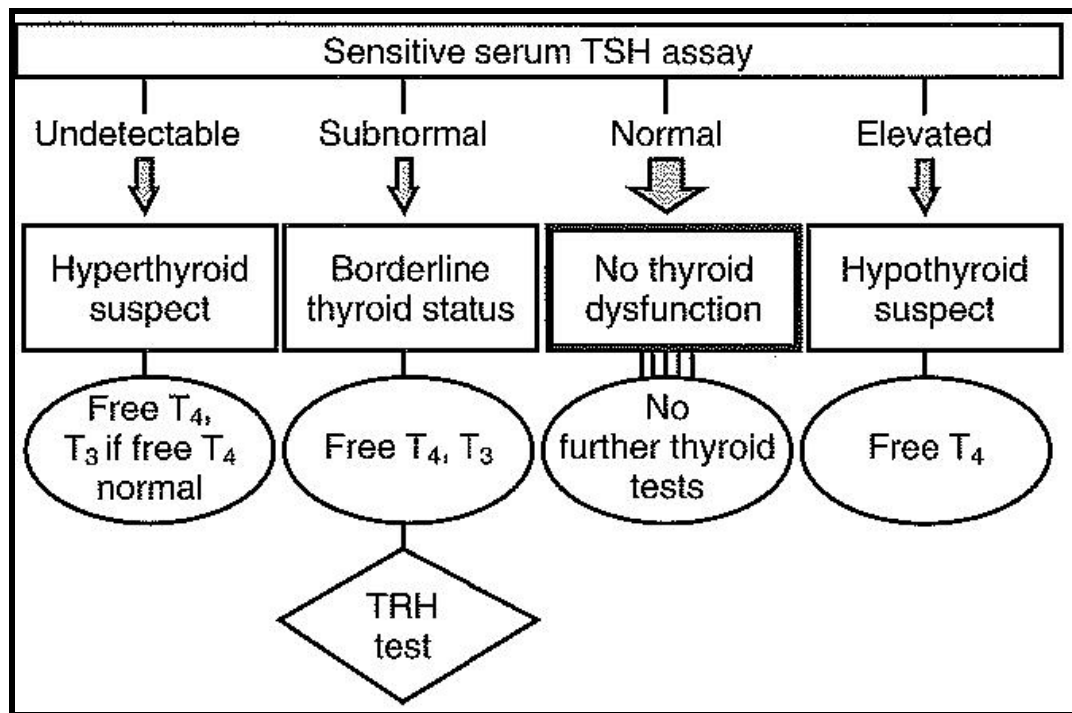 Sensitive serum TSH assay
Undetectable
Subnormal
Normal
Elevated
Hyperthyroid
suspect
Borderline
thyroid status
No thyroid
dysfunction
Hypothyroid
suspect
Free T₄,
T₃ if free T₄
normal
Free T₄, T₃
No
further thyroid
tests
Free T₄
TRH
test